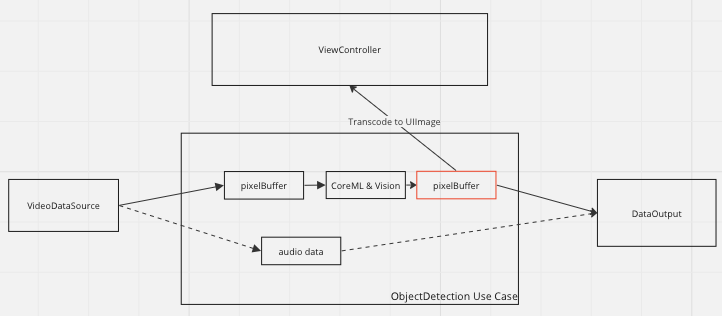 ViewController
Transcode to UIImage
pixelBuffer
CoreML & Vision
pixelBuffer
VideoDataSource
DataOutput
audio data
ObjectDetection Use Case